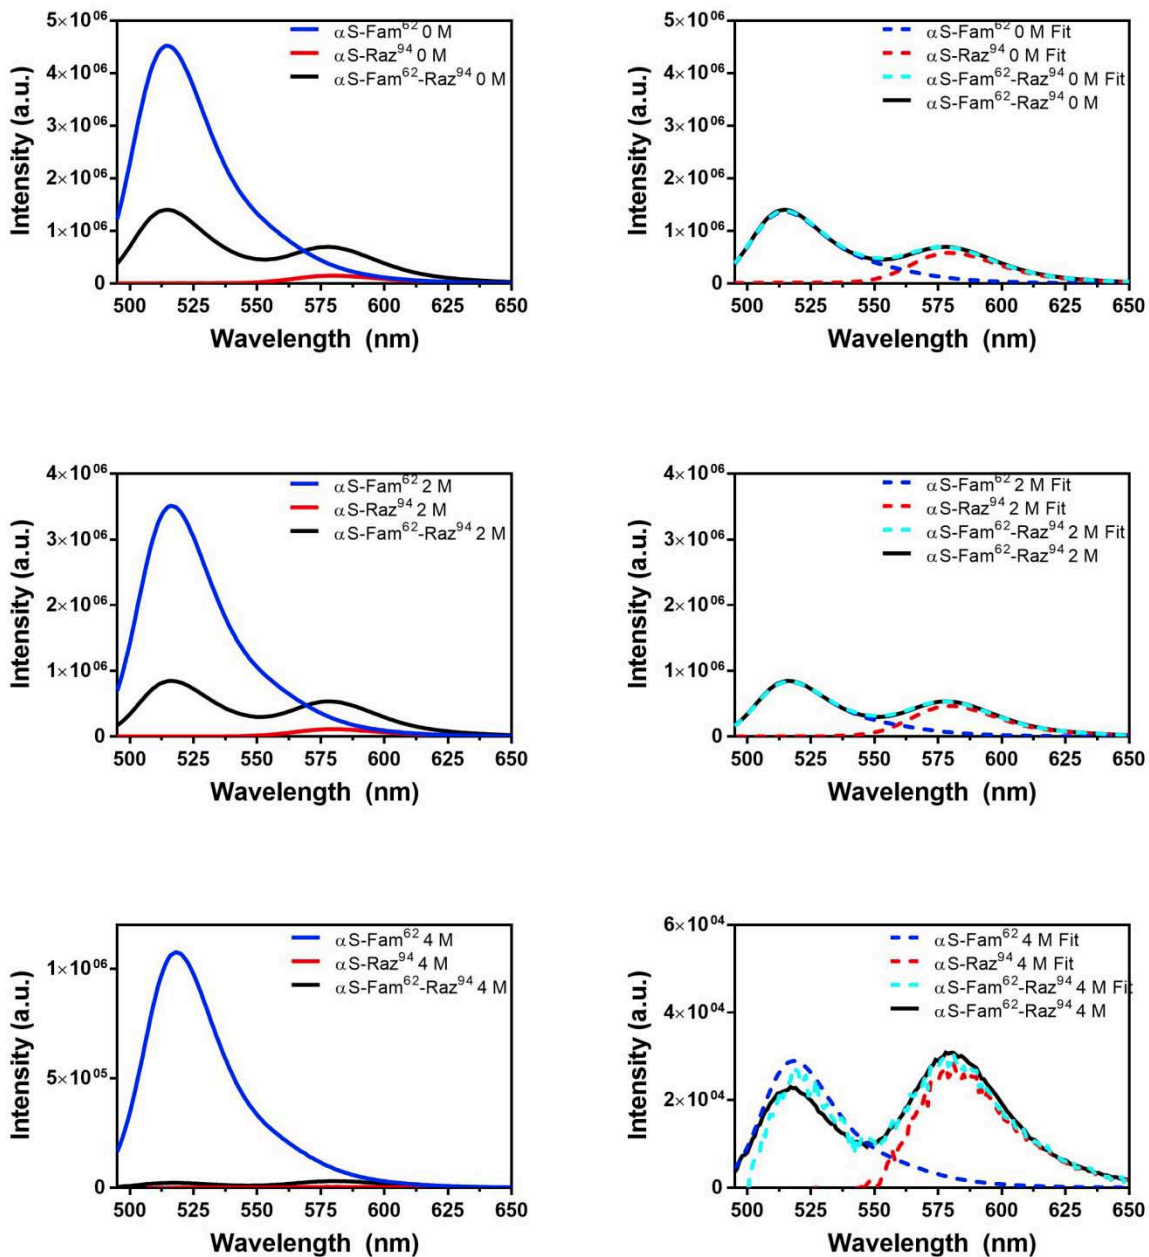 5×10⁰⁶
4×10⁰⁶
3×10⁰⁶
2×10⁰⁶
1×10⁰⁶
0
Intensity (a.u.)
αS-Fam⁶² 0 M
αS-Raz⁹⁴ 0 M
αS-Fam⁶²-Raz⁹⁴ 0 M
500 525 550 575 600 625 650
Wavelength (nm)
5×10⁰⁶
4×10⁰⁶
3×10⁰⁶
2×10⁰⁶
1×10⁰⁶
0
Intensity (a.u.)
αS-Fam⁶² 0 M Fit
αS-Raz⁹⁴ 0 M Fit
αS-Fam⁶²-Raz⁹⁴ 0 M Fit
αS-Fam⁶²-Raz⁹⁴ 0 M
500 525 550 575 600 625 650
Wavelength (nm)
4×10⁰⁶
3×10⁰⁶
2×10⁰⁶
1×10⁰⁶
0
Intensity (a.u.)
αS-Fam⁶² 2 M
αS-Raz⁹⁴ 2 M
αS-Fam⁶²-Raz⁹⁴ 2 M
500 525 550 575 600 625 650
Wavelength (nm)
4×10⁰⁶
3×10⁰⁶
2×10⁰⁶
1×10⁰⁶
0
Intensity (a.u.)
αS-Fam⁶² 2 M Fit
αS-Raz⁹⁴ 2 M Fit
αS-Fam⁶²-Raz⁹⁴ 2 M Fit
αS-Fam⁶²-Raz⁹⁴ 2 M
500 525 550 575 600 625 650
Wavelength (nm)
1×10⁰⁶
5×10⁰⁵
0
Intensity (a.u.)
αS-Fam⁶² 4 M
αS-Raz⁹⁴ 4 M
αS-Fam⁶²-Raz⁹⁴ 4 M
500 525 550 575 600 625 650
Wavelength (nm)
6×10⁰⁴
4×10⁰⁴
2×10⁰⁴
0
Intensity (a.u.)
αS-Fam⁶² 4 M Fit
αS-Raz⁹⁴ 4 M Fit
αS-Fam⁶²-Raz⁹⁴ 4 M Fit
αS-Fam⁶²-Raz⁹⁴ 4 M
500 525 550 575 600 625 650
Wavelength (nm)